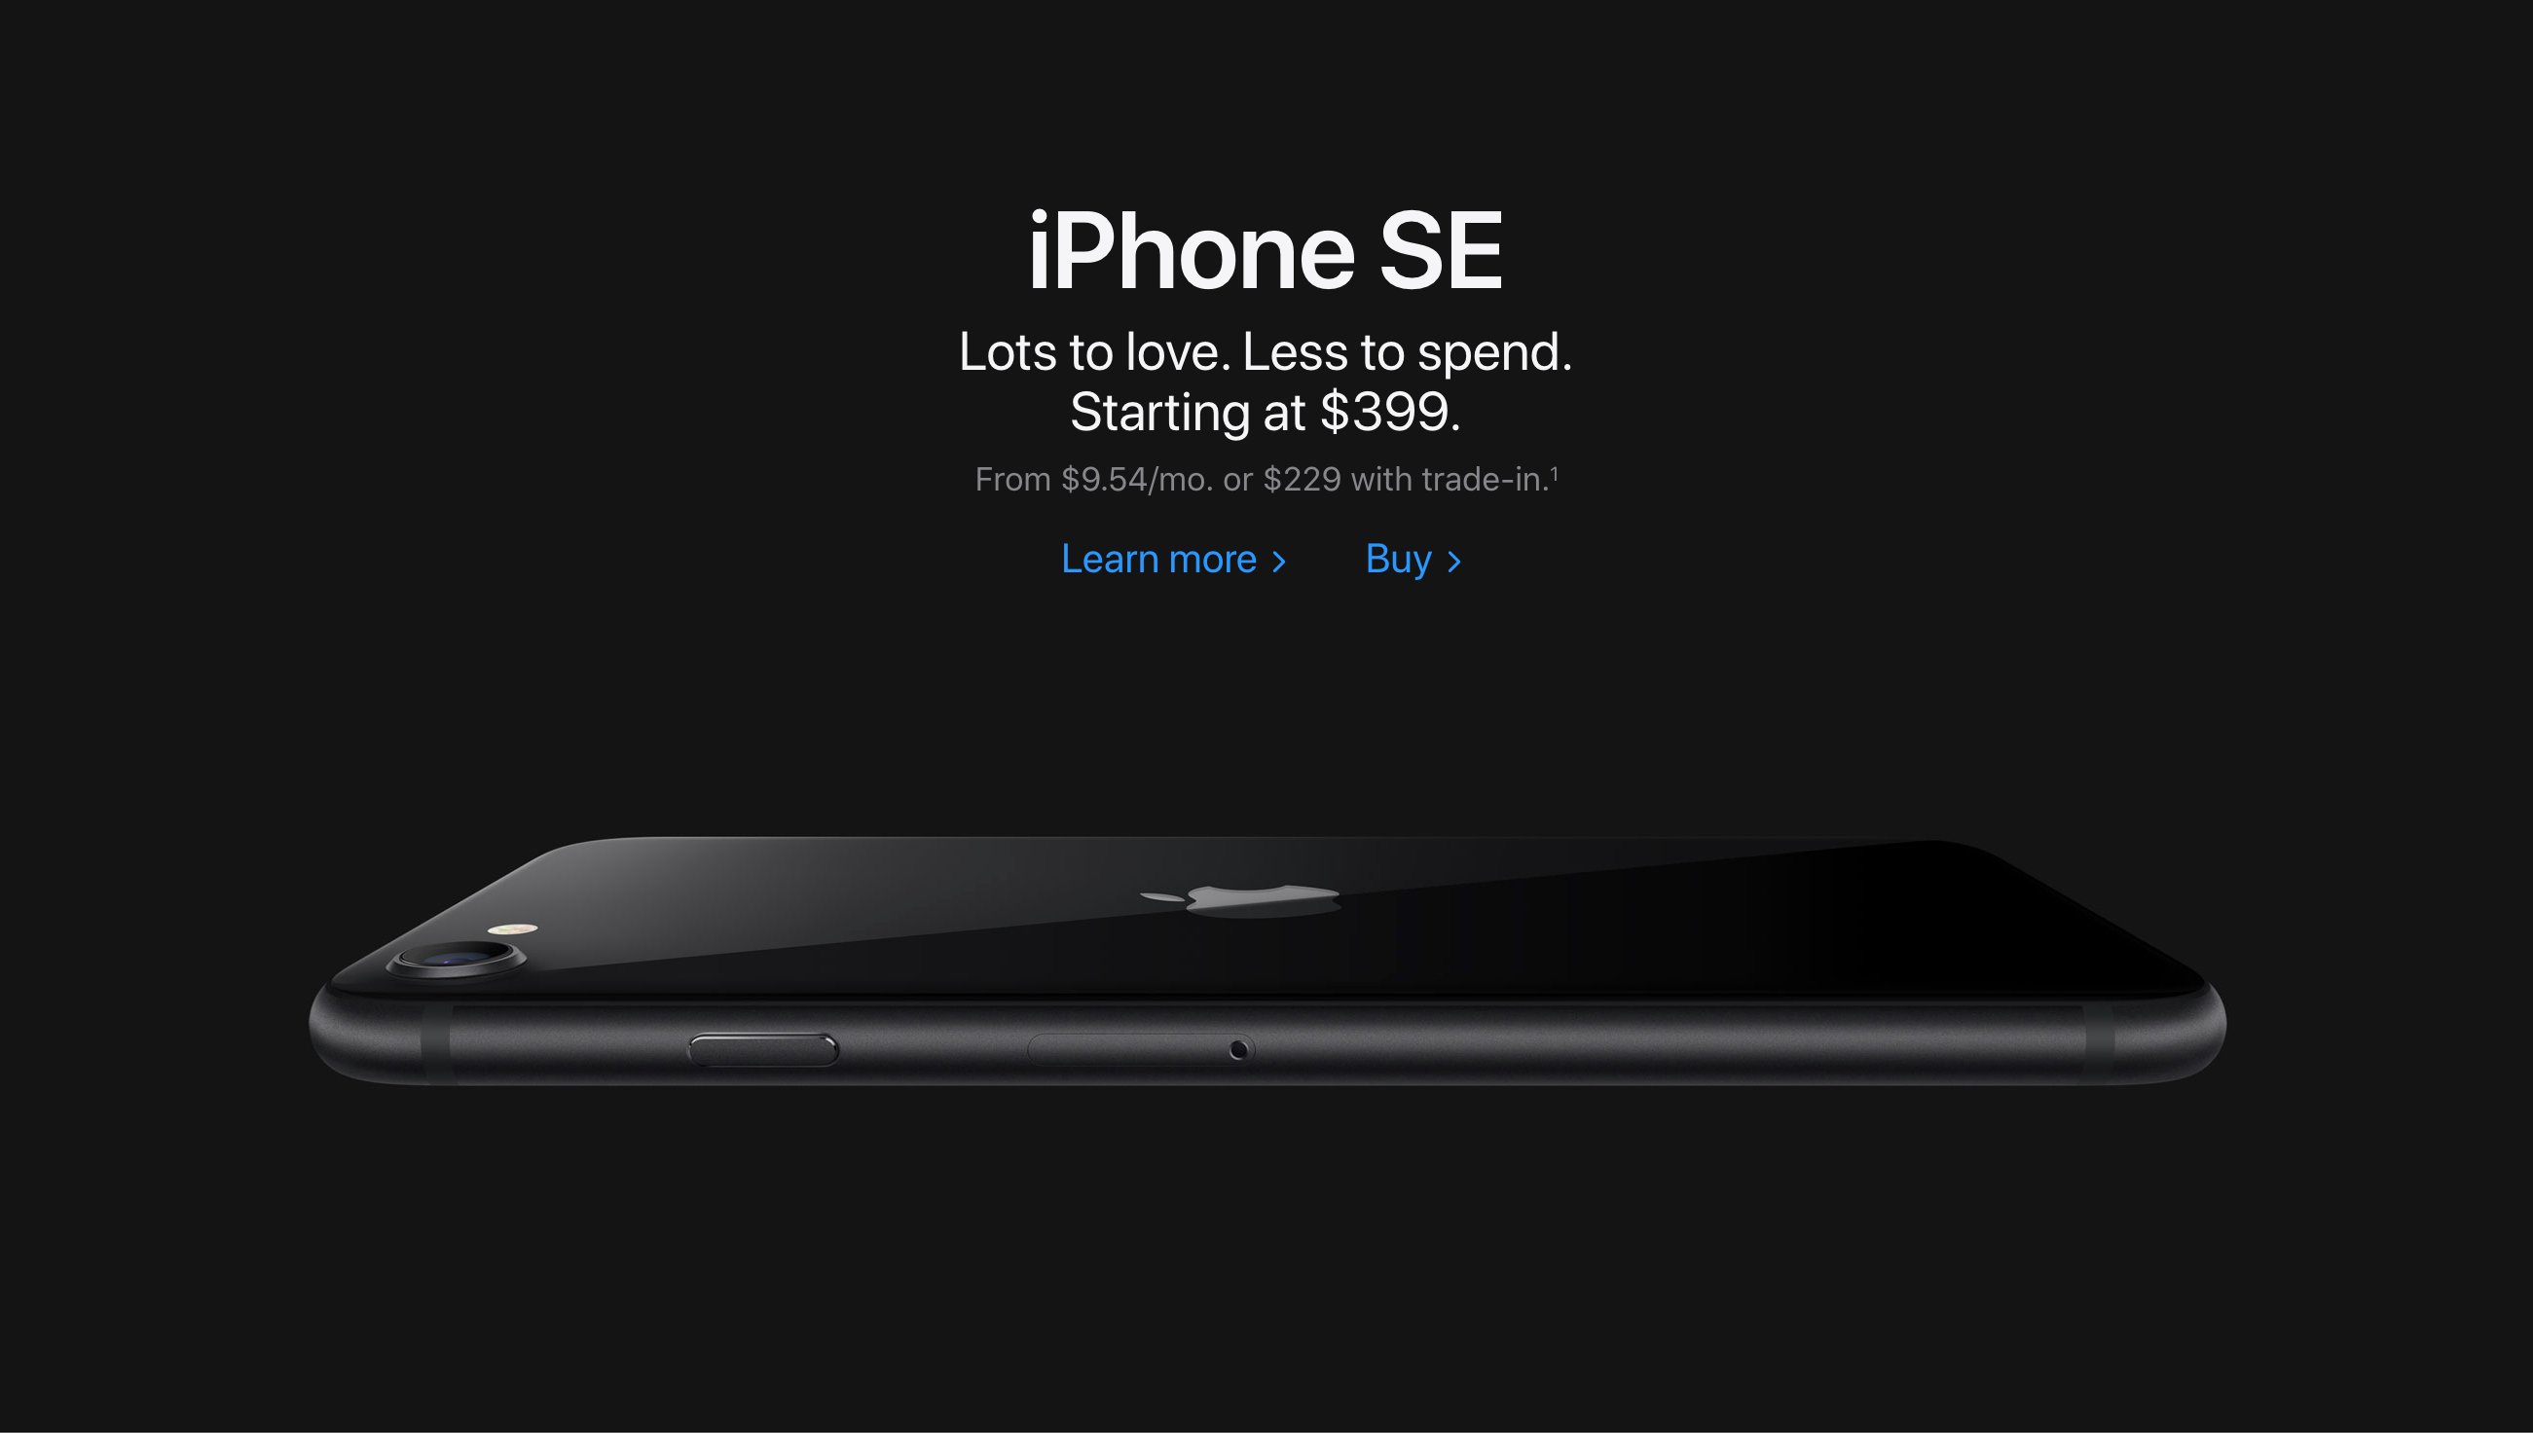 iPhone SE
Lots to love. Less to spend.
Starting at $399.
From $9.54/mo. or $229 with trade-in.¹
Learn more >
Buy >